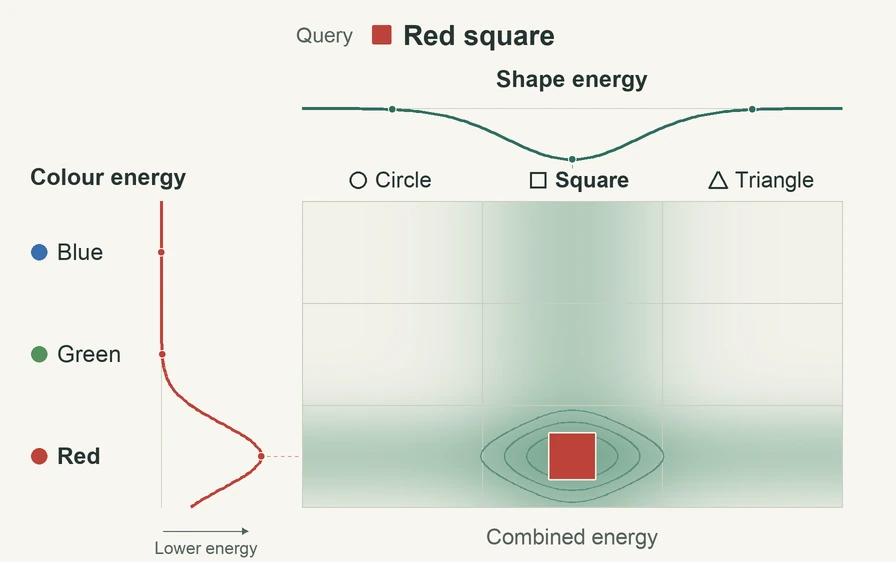 Query Red square
Shape energy
Colour energy
Circle Square Triangle
Blue
Green
Red
Lower energy
Combined energy